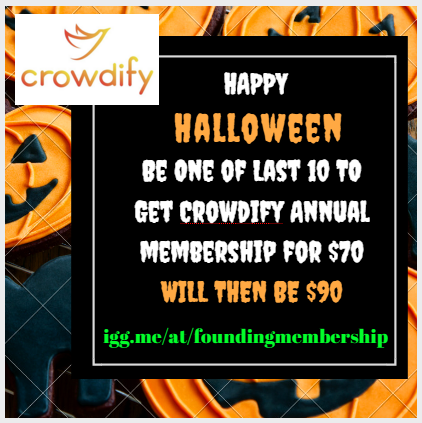 crowdify
HAPPY
HALLOWEEN
BE ONE OF LAST 10 TO
GET CROWDIFY ANNUAL
MEMBERSHIP FOR $70
WILL THEN BE $90
igg.me/at/foundingmembership